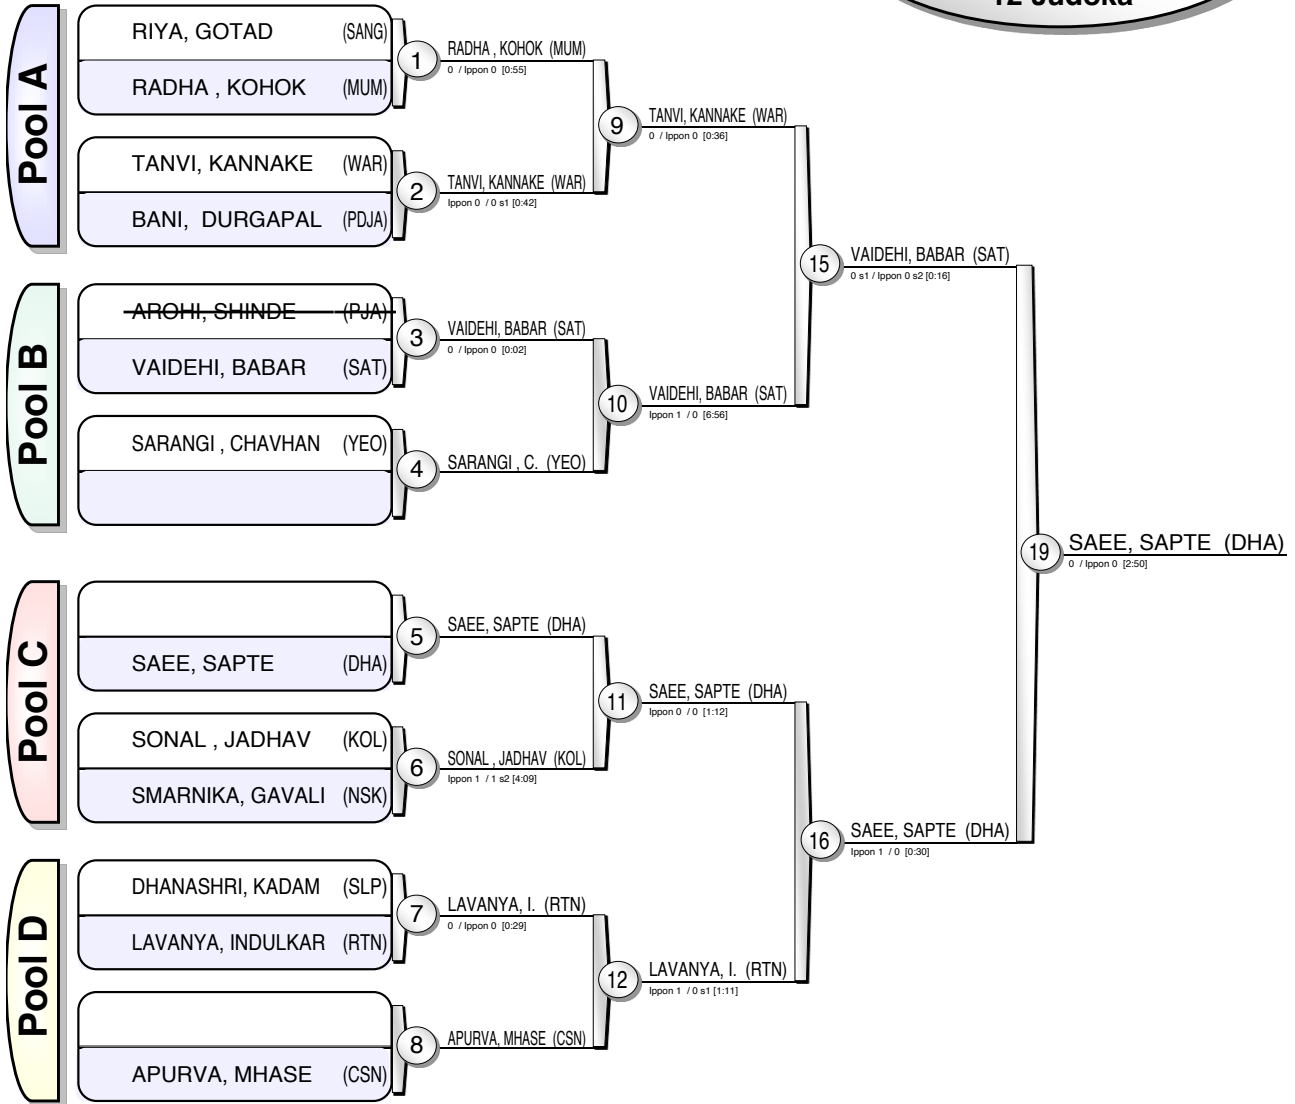 12 Judoka
Pool A
RIYA, GOTAD (SANG)
RADHA , KOHOK (MUM)
1
RADHA , KOHOK (MUM)
0 / Ippon 0 [0:55]
TANVI, KANNAKE (WAR)
BANI, DURGAPAL (PDJA)
2
TANVI, KANNAKE (WAR)
Ippon 0 / 0 s1 [0:42]
9
TANVI, KANNAKE (WAR)
0 / Ippon 0 [0:36]
Pool B
AROHI, SHINDE (PJA)
VAIDEHI, BABAR (SAT)
3
VAIDEHI, BABAR (SAT)
0 / Ippon 0 [0:02]
SARANGI , CHAVHAN (YEO)
4
SARANGI , C. (YEO)
10
VAIDEHI, BABAR (SAT)
Ippon 1 / 0 [6:56]
15
VAIDEHI, BABAR (SAT)
0 s1 / Ippon 0 s2 [0:16]
Pool C
SAEE, SAPTE (DHA)
5
SAEE, SAPTE (DHA)
SONAL , JADHAV (KOL)
SMARNIKA, GAVALI (NSK)
6
SONAL , JADHAV (KOL)
Ippon 1 / 1 s2 [4:09]
11
SAEE, SAPTE (DHA)
Ippon 0 / 0 [1:12]
Pool D
DHANASHRI, KADAM (SLP)
LAVANYA, INDULKAR (RTN)
7
LAVANYA, I. (RTN)
0 / Ippon 0 [0:29]
APURVA, MHASE (CSN)
8
APURVA, MHASE (CSN)
12
LAVANYA, I. (RTN)
Ippon 1 / 0 s1 [1:11]
16
SAEE, SAPTE (DHA)
Ippon 1 / 0 [0:30]
19
SAEE, SAPTE (DHA)
0 / Ippon 0 [2:50]